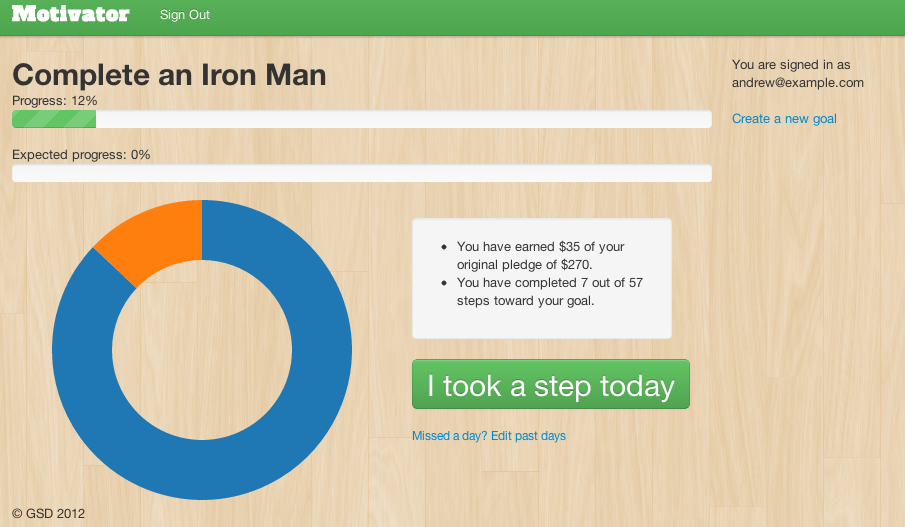 Motivator
Sign Out
Complete an Iron Man
Progress: 12%
Expected progress: 0%
You have earned $35 of your
original pledge of $270.
You have completed 7 out of 57
steps toward your goal.
I took a step today
Missed a day? Edit past days
You are signed in as
andrew@example.com
Create a new goal
© GSD 2012